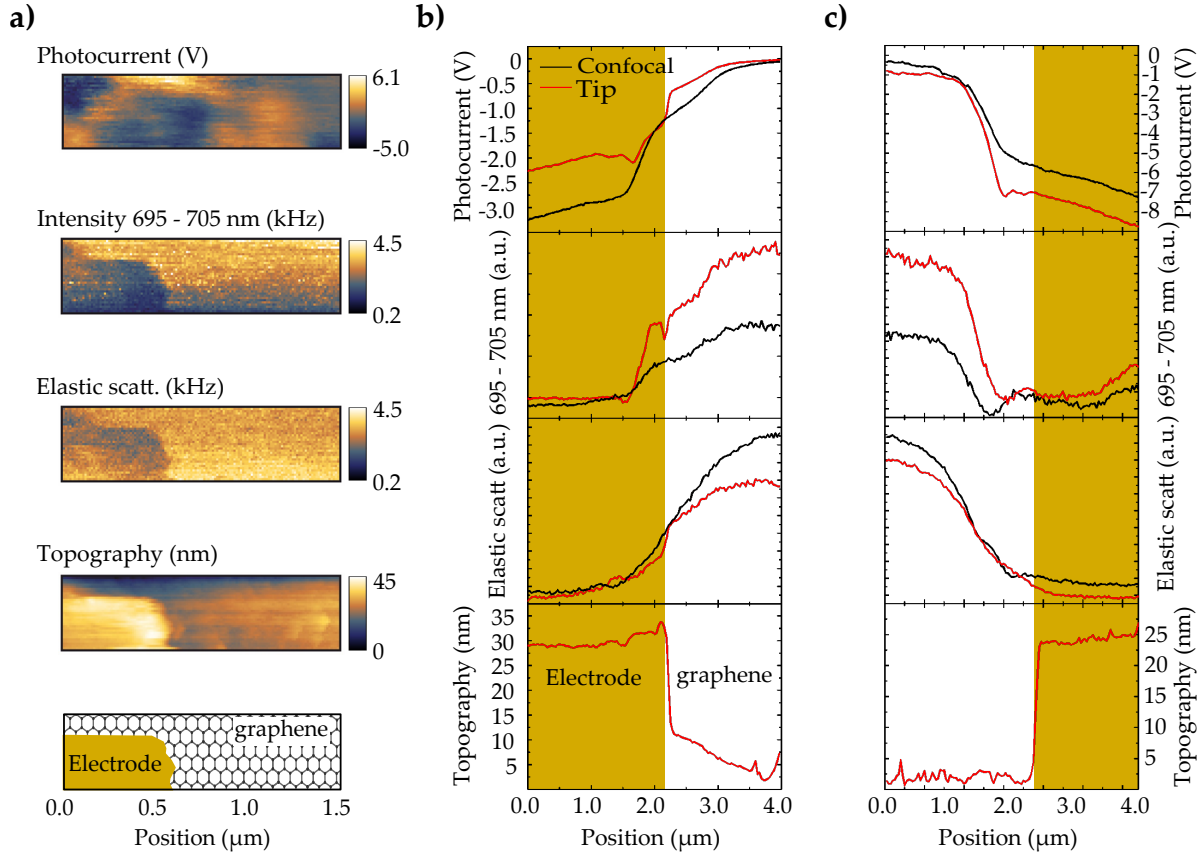 a)
Photocurrent (V)
6.1
-5.0
Intensity 695 - 705 nm (kHz)
4.5
0.2
Elastic scatt. (kHz)
4.5
0.2
Topography (nm)
45
0
graphene
Electrode
0.0 0.5 1.0 1.5
Position (μm)
b)
Photocurrent (V)
0
-0.5
-1.0
-1.5
-2.0
-2.5
-3.0
Confocal
Tip
695 - 705 nm (a.u.)
Elastic scatt (a.u.)
Topography (nm)
35
30
25
20
15
10
5
Electrode
graphene
0.0 1.0 2.0 3.0 4.0
Position (μm)
c)
0
-1
-2
-3
-4
-5
-6
-7
-8
Photocurrent (V)
695 - 705 nm (a.u.)
Elastic scatt (a.u.)
25
20
15
10
5
Topography (nm)
0.0 1.0 2.0 3.0 4.0
Position (μm)